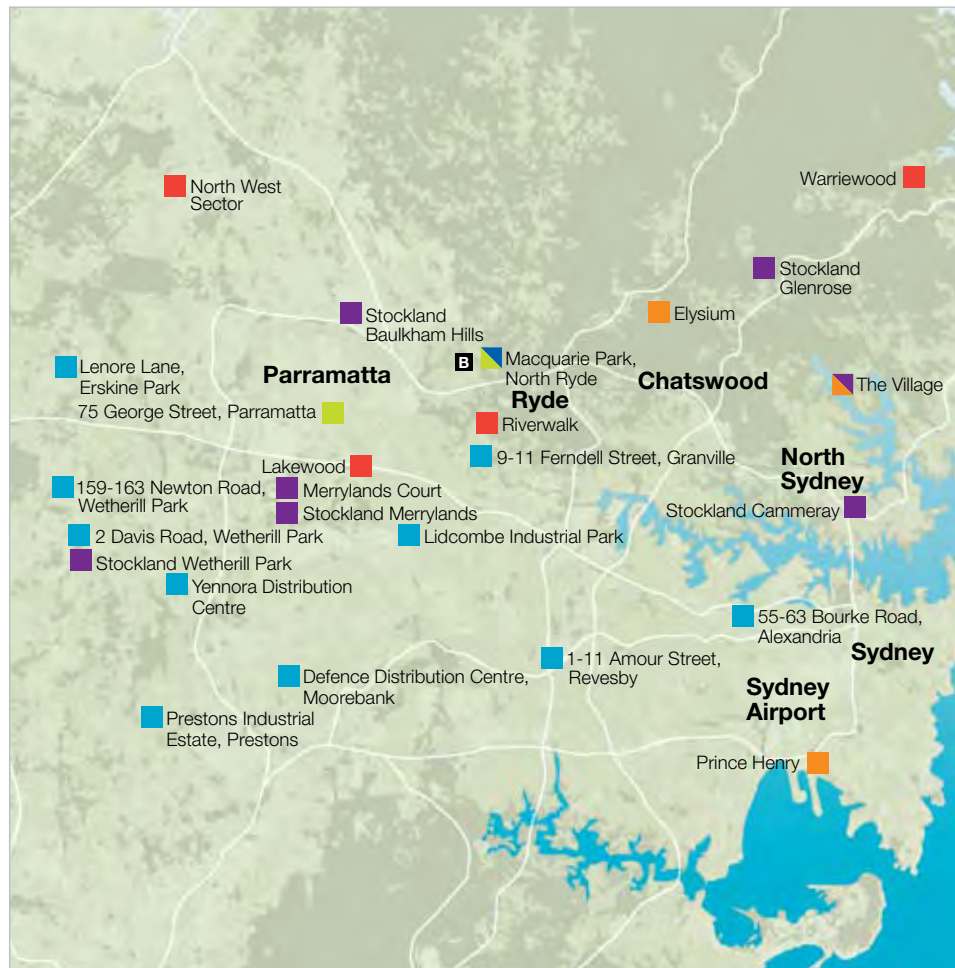 North West
Sector
Warriewood
Stockland
Glenrose
Stockland
Baulkham Hills
Elysium
Lenore Lane,
Erskine Park
Parramatta
B
Macquarie Park,
North Ryde
Chatswood
The Village
75 George Street, Parramatta
Ryde
Riverwalk
Lakewood
9-11 Ferndell Street, Granville
North
Sydney
159-163 Newton Road,
Wetherill Park
Merrylands Court
Stockland Merrylands
Stockland Cammeray
2 Davis Road, Wetherill Park
Lidcombe Industrial Park
Stockland Wetherill Park
Yennora Distribution
Centre
55-63 Bourke Road,
Alexandria
Sydney
1-11 Amour Street,
Revesby
Defence Distribution Centre,
Moorebank
Sydney
Airport
Prestons Industrial
Estate, Prestons
Prince Henry